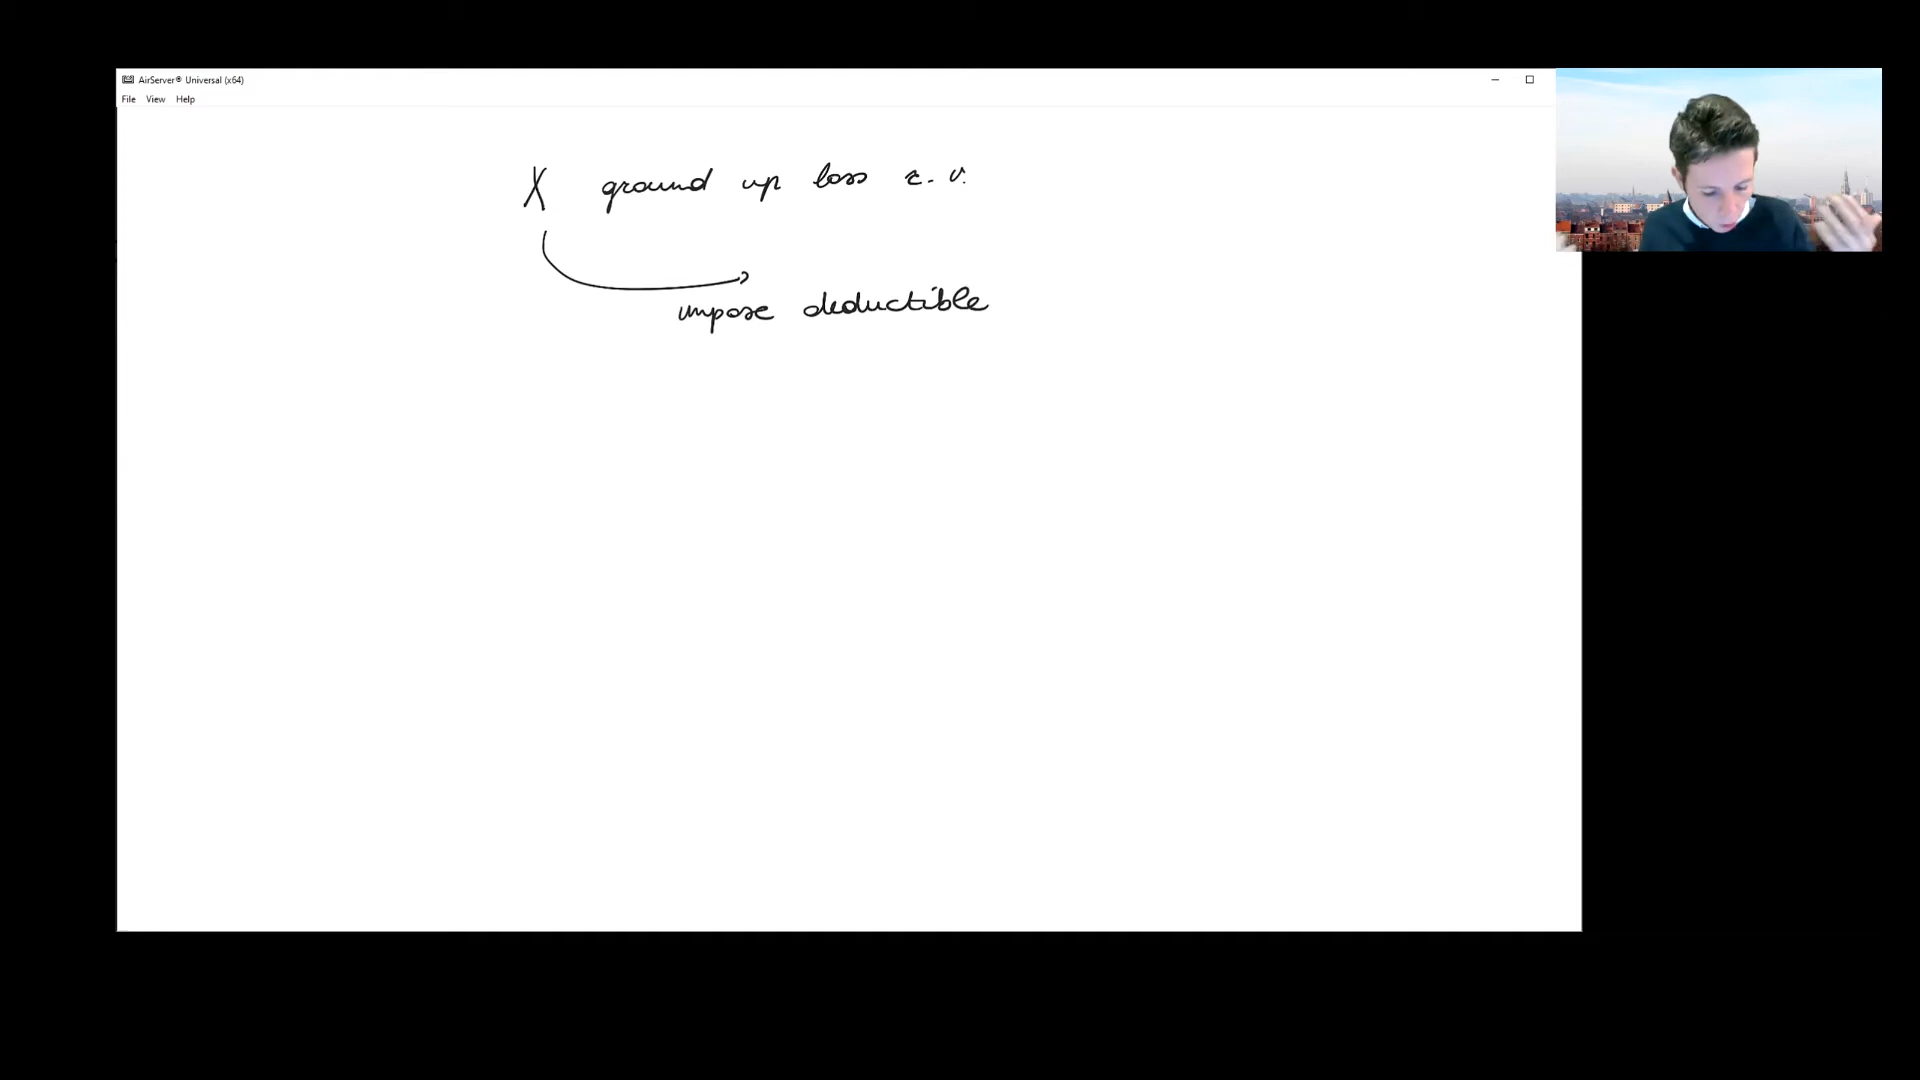 AirServer® Universal (x64)
File View Help
X ground up loss r.v.
impose deductible